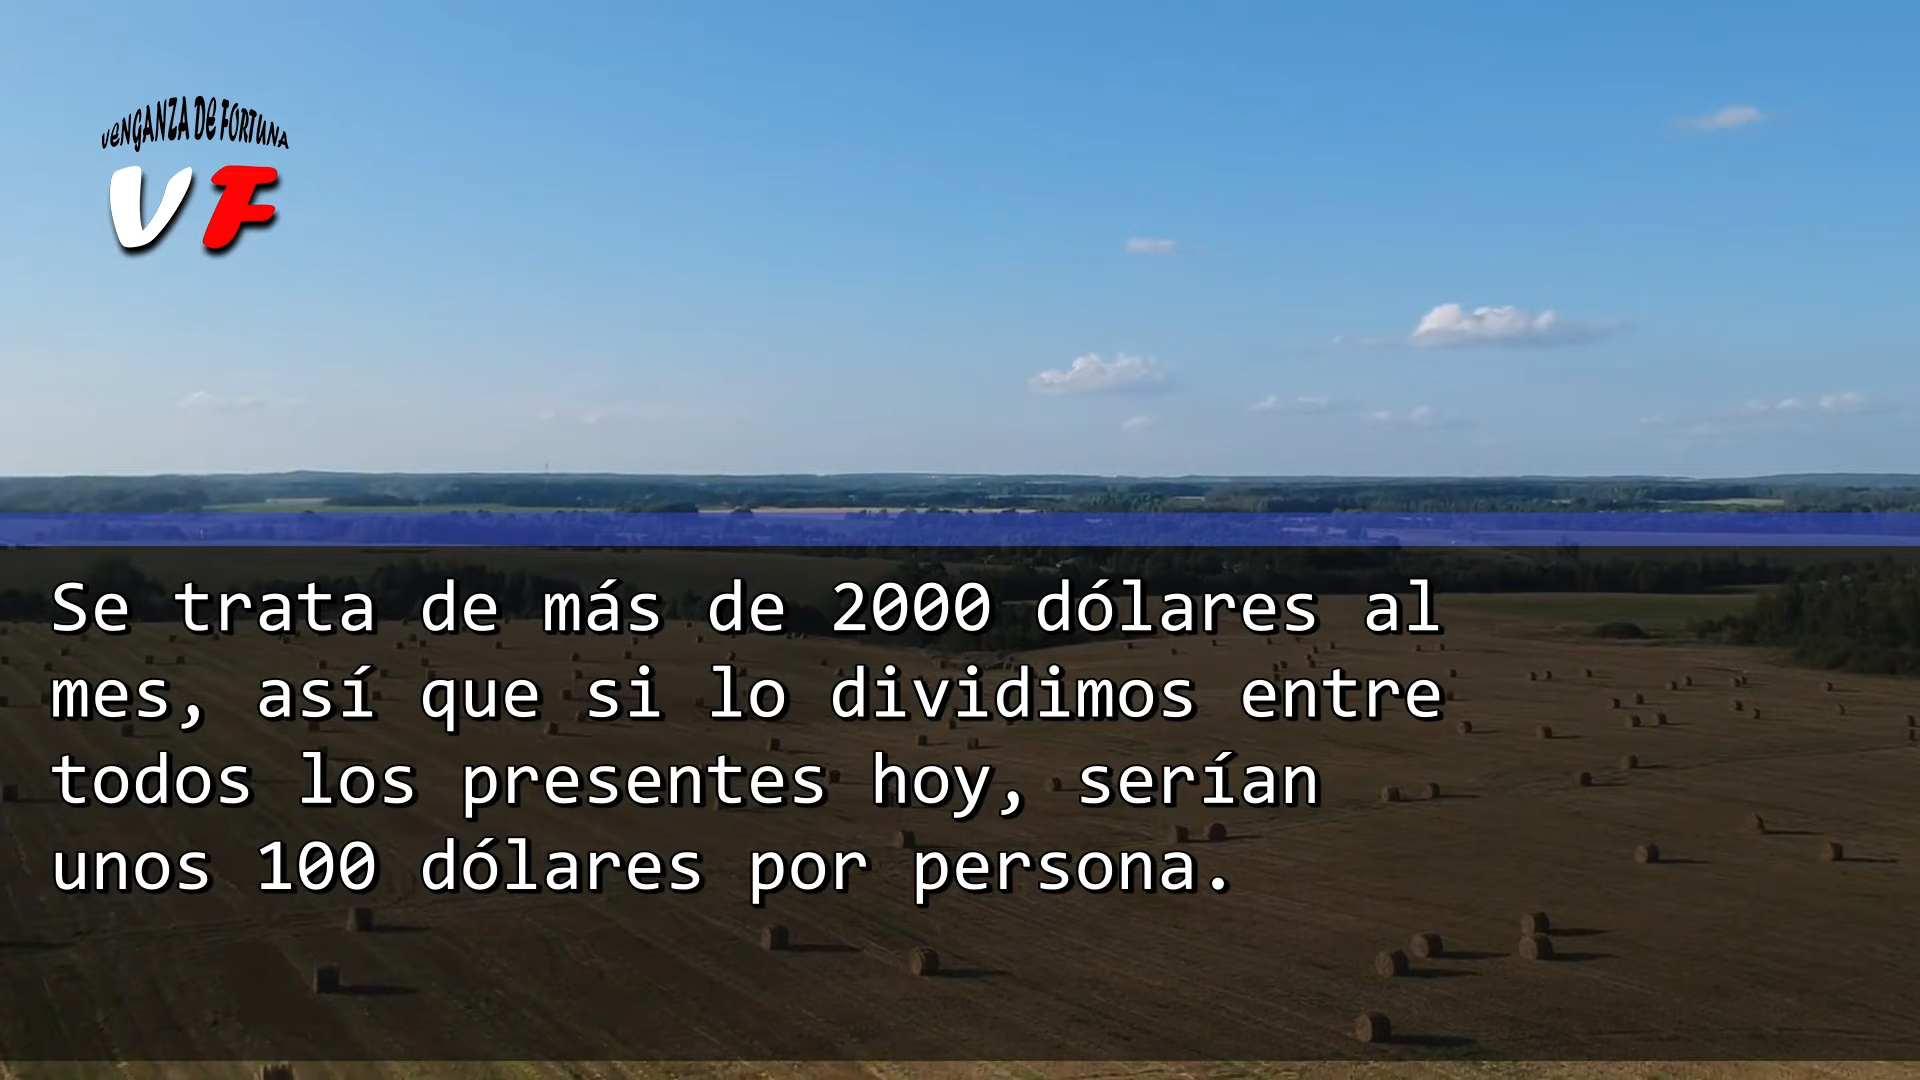 VENGANZA DE FORTUNA
VF
Se trata de más de 2000 dólares al
mes, así que si lo dividimos entre
todos los presentes hoy, serían
unos 100 dólares por persona.